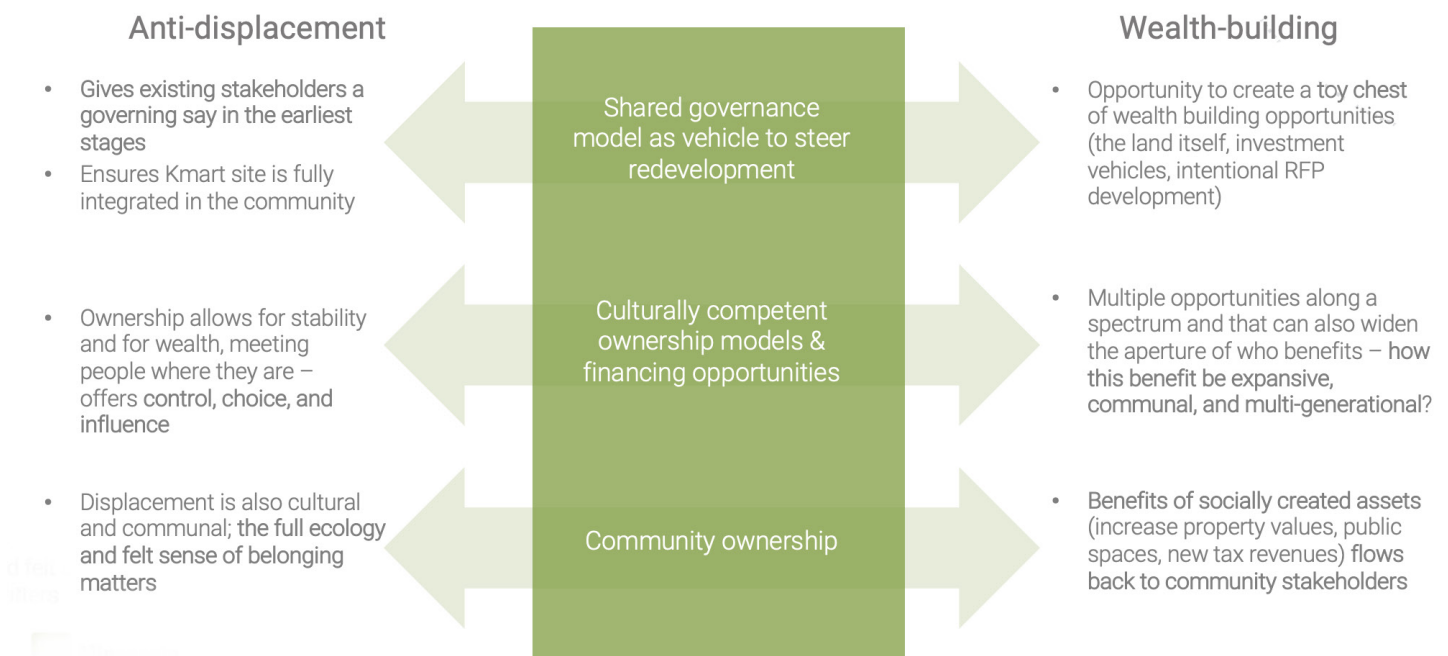 Anti-displacement
Wealth-building
• Gives existing stakeholders a
governing say in the earliest
stages
• Ensures Kmart site is fully
integrated in the community
Shared governance
model as vehicle to steer
redevelopment
• Opportunity to create a toy chest
of wealth building opportunities
(the land itself, investment
vehicles, intentional RFP
development)
• Ownership allows for stability
and for wealth, meeting
people where they are –
offers control, choice, and
influence
Culturally competent
ownership models &
financing opportunities
• Multiple opportunities along a
spectrum and that can also widen
the aperture of who benefits – how
this benefit be expansive,
communal, and multi-generational?
• Displacement is also cultural
and communal; the full ecology
and felt sense of belonging
matters
Community ownership
• Benefits of socially created assets
(increase property values, public
spaces, new tax revenues) flows
back to community stakeholders